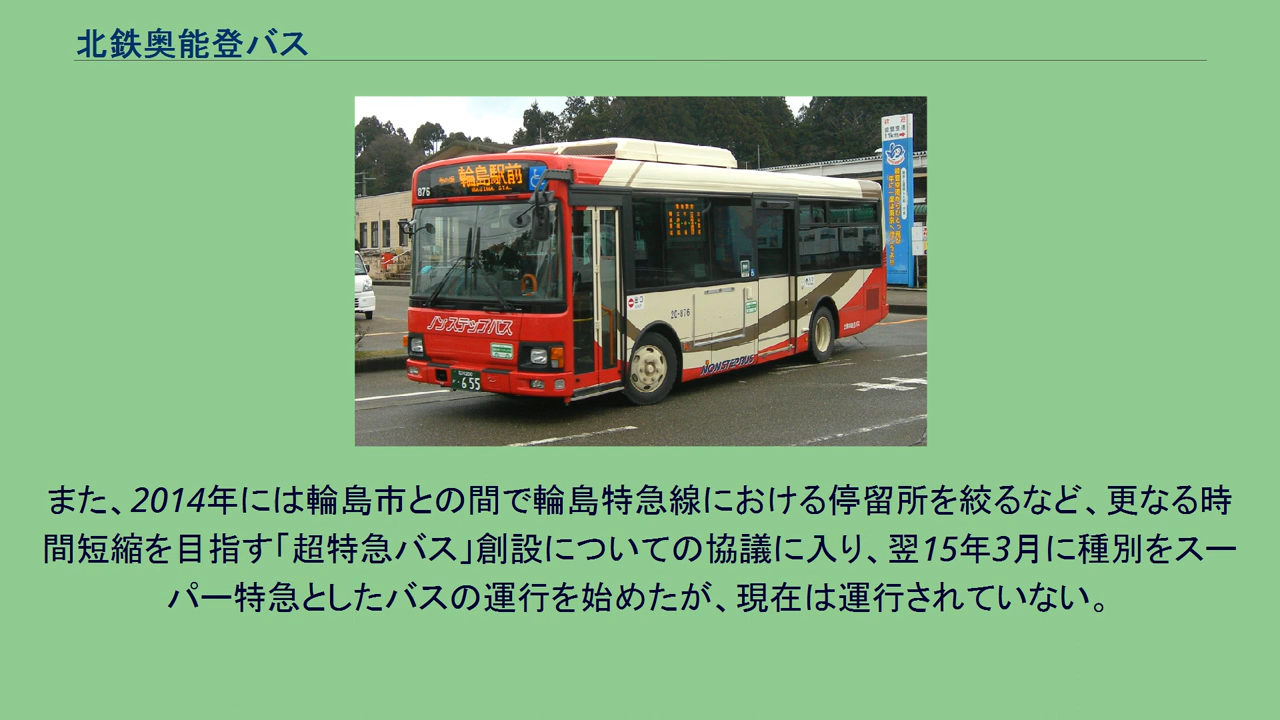 北鉄奥能登バス
輪島駅前
876
ノンステップバス
20-876
655
NONSTEPBUS
また、2014年には輪島市との間で輪島特急線における停留所を絞るなど、更なる時
間短縮を目指す「超特急バス」創設についての協議に入り、翌15年3月に種別をスー
パー特急としたバスの運行を始めたが、現在は運行されていない。